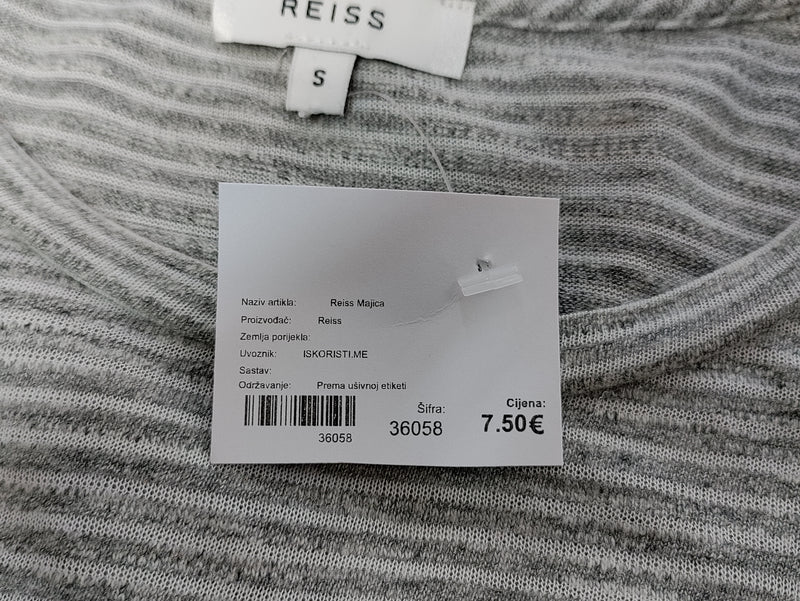 REISS
S
Naziv artikla: Reiss Majica
Proizvođač: Reiss
Zemlja porijekla:
Uvoznik: ISKORISTI.ME
Sastav:
Održavanje: Prema ušivnoj etiketi
36058
Šifra:
36058
Cijena:
7.50€